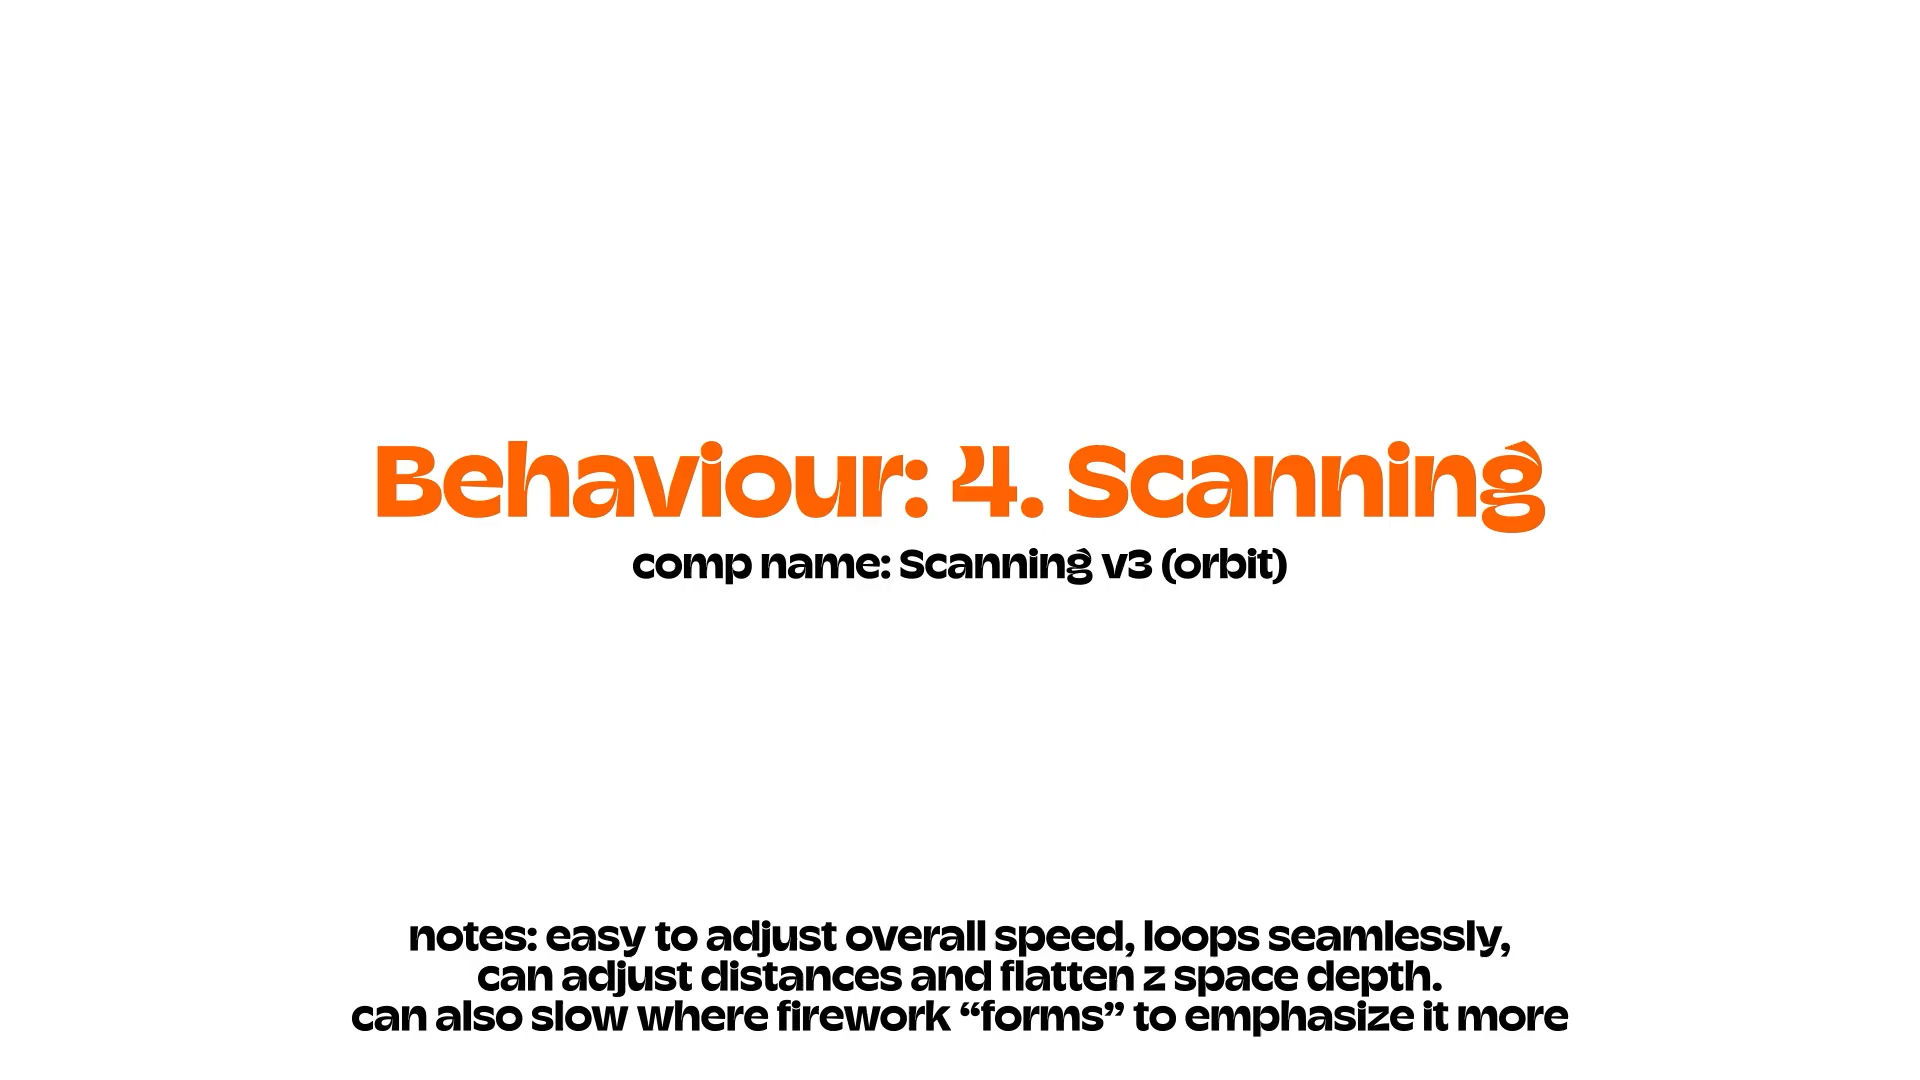 Behaviour: 4. Scanning
comp name: Scanning v3 (orbit)
notes: easy to adjust overall speed, loops seamlessly,
can adjust distances and flatten z space depth.
can also slow where firework “forms” to emphasize it more